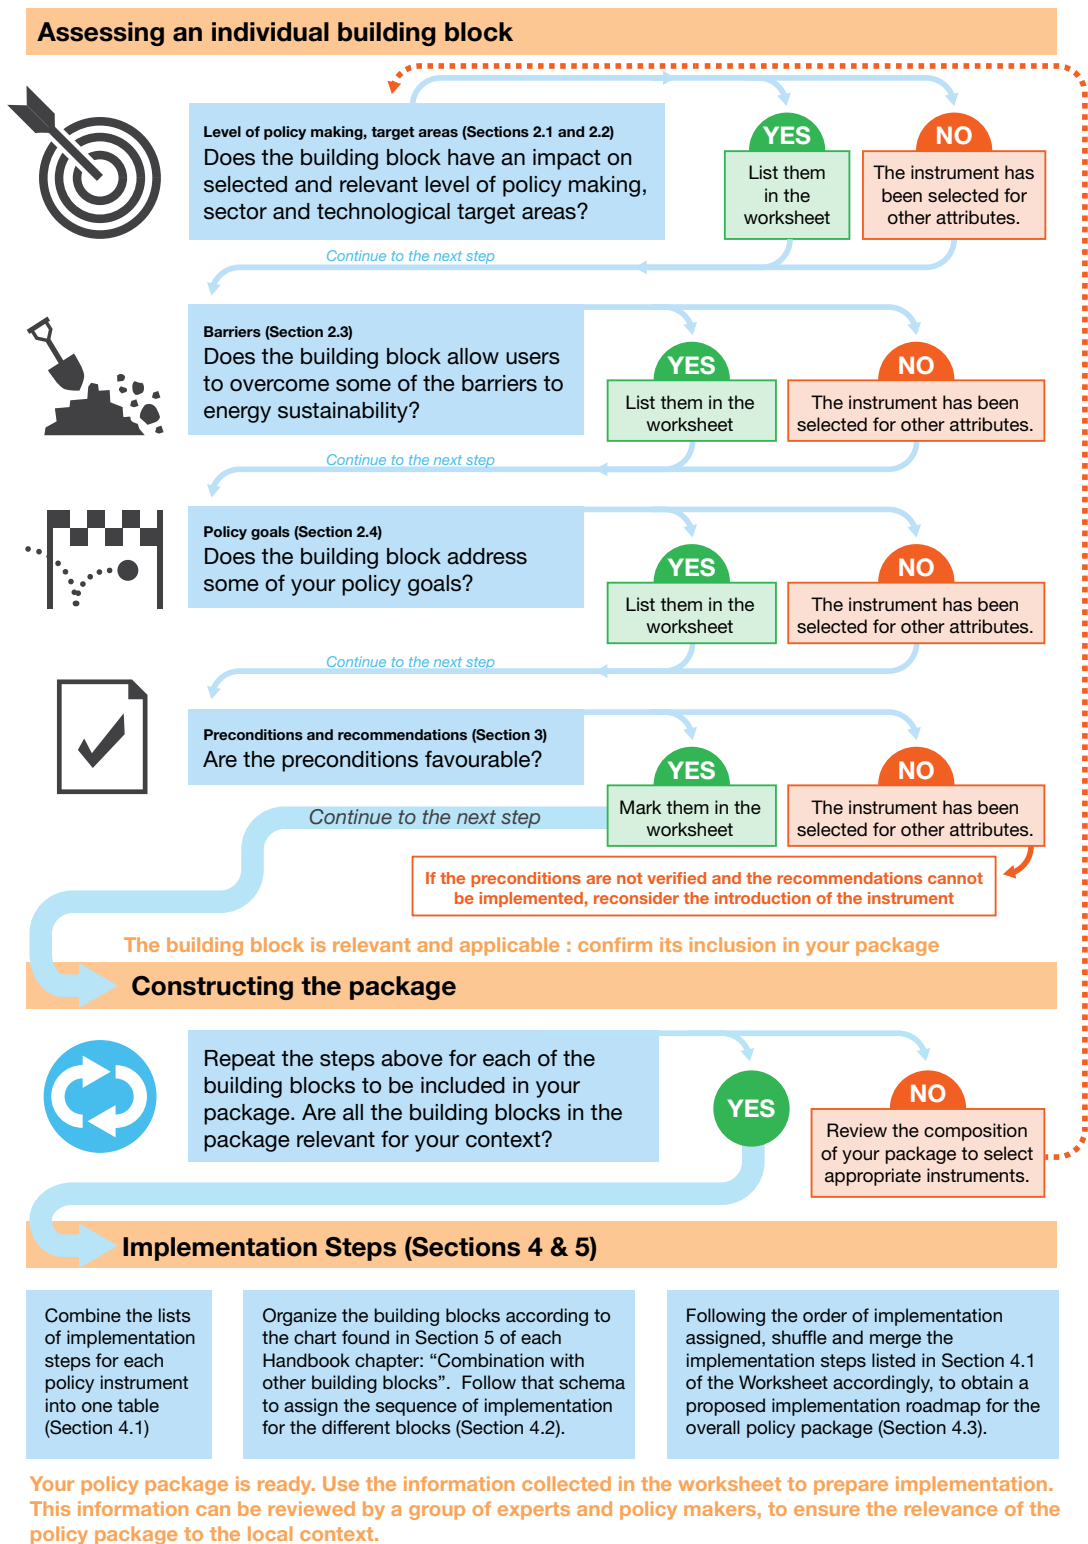 Assessing an individual building block
Level of policy making, target areas (Sections 2.1 and 2.2)
Does the building block have an impact on
selected and relevant level of policy making,
sector and technological target areas?
YES
List them
in the
worksheet
NO
The instrument has
been selected for
other attributes.
Continue to the next step
Barriers (Section 2.3)
Does the building block allow users
to overcome some of the barriers to
energy sustainability?
YES
List them in the
worksheet
NO
The instrument has been
selected for other attributes.
Continue to the next step
Policy goals (Section 2.4)
Does the building block address
some of your policy goals?
YES
List them in the
worksheet
NO
The instrument has been
selected for other attributes.
Continue to the next step
Preconditions and recommendations (Section 3)
Are the preconditions favourable?
YES
Mark them in the
worksheet
NO
The instrument has been
selected for other attributes.
Continue to the next step
If the preconditions are not verified and the recommendations cannot
be implemented, reconsider the introduction of the instrument
The building block is relevant and applicable : confirm its inclusion in your package
Constructing the package
Repeat the steps above for each of the
building blocks to be included in your
package. Are all the building blocks in the
package relevant for your context?
YES
NO
Review the composition
of your package to select
appropriate instruments.
Implementation Steps (Sections 4 & 5)
Combine the lists
of implementation
steps for each
policy instrument
into one table
(Section 4.1)
Organize the building blocks according to
the chart found in Section 5 of each
Handbook chapter: “Combination with
other building blocks”. Follow that schema
to assign the sequence of implementation
for the different blocks (Section 4.2).
Following the order of implementation
assigned, shuffle and merge the
implementation steps listed in Section 4.1
of the Worksheet accordingly, to obtain a
proposed implementation roadmap for the
overall policy package (Section 4.3).
Your policy package is ready. Use the information collected in the worksheet to prepare implementation.
This information can be reviewed by a group of experts and policy makers, to ensure the relevance of the
policy package to the local context.